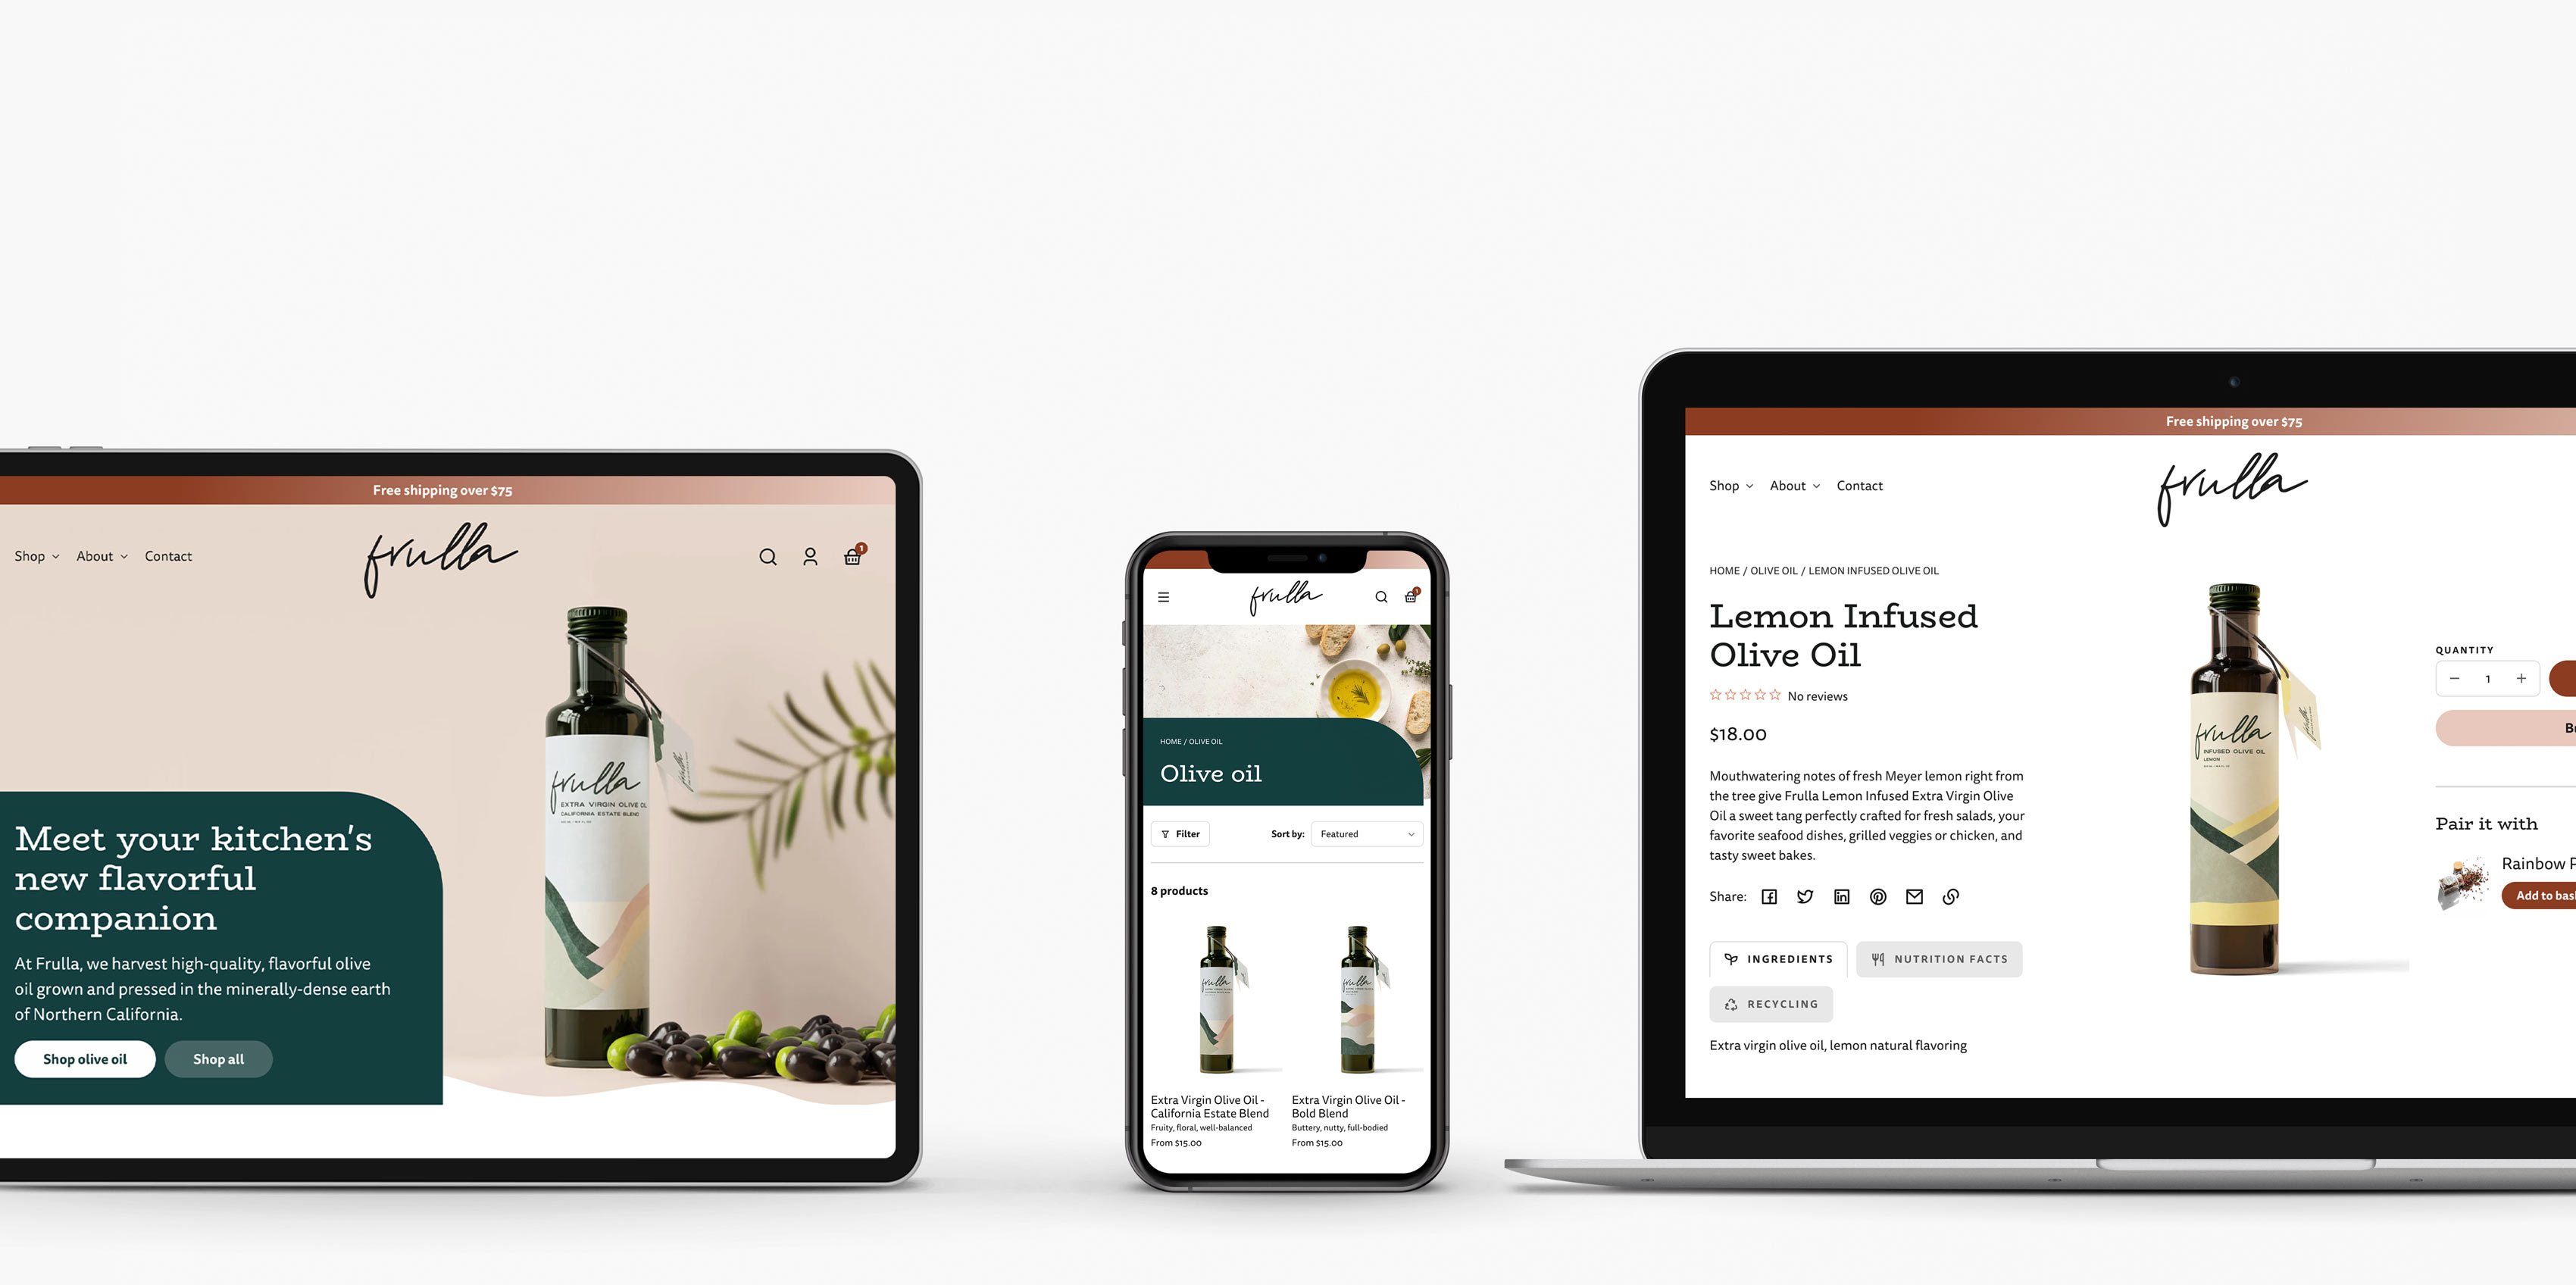 Free shipping over $75
Shop
About
Contact
frulla
1
frulla
EXTRA VIRGIN OLIVE OIL
CALIFORNIA ESTATE BLEND
frulla
Meet your kitchen's
new flavorful
companion
At Frulla, we harvest high-quality, flavorful olive
oil grown and pressed in the minerally-dense earth
of Northern California.
Shop olive oil
Shop all
frulla
1
HOME / OLIVE OIL
Olive oil
Filter
Sort by:
Featured
8 products
frulla
frulla
Extra Virgin Olive Oil -
California Estate Blend
Fruity, floral, well-balanced
From $15.00
Extra Virgin Olive Oil -
Bold Blend
Buttery, nutty, full-bodied
From $15.00
Free shipping over $75
Shop
About
Contact
frulla
HOME / OLIVE OIL / LEMON INFUSED OLIVE OIL
Lemon Infused
Olive Oil
No reviews
$18.00
Mouthwatering notes of fresh Meyer lemon right from
the tree give Frulla Lemon Infused Extra Virgin Olive
Oil a sweet tang perfectly crafted for fresh salads, your
favorite seafood dishes, grilled veggies or chicken, and
tasty sweet bakes.
Share:
INGREDIENTS
NUTRITION FACTS
RECYCLING
Extra virgin olive oil, lemon natural flavoring
frulla
INFUSED OLIVE OIL
LEMON
frulla
QUANTITY
1
Pair it with
Rainbow
Add to